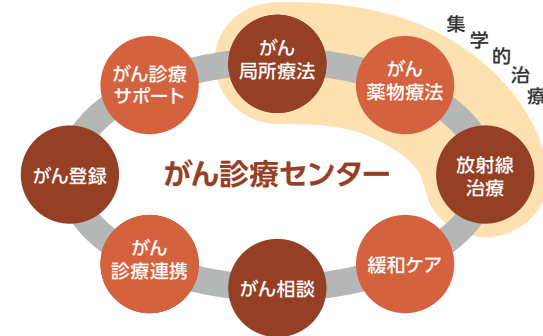 集学的治療
がん
局所療法
がん
薬物療法
がん診療
サポート
放射線
治療
がん登録
がん診療センター
がん
診療連携
緩和ケア
がん相談